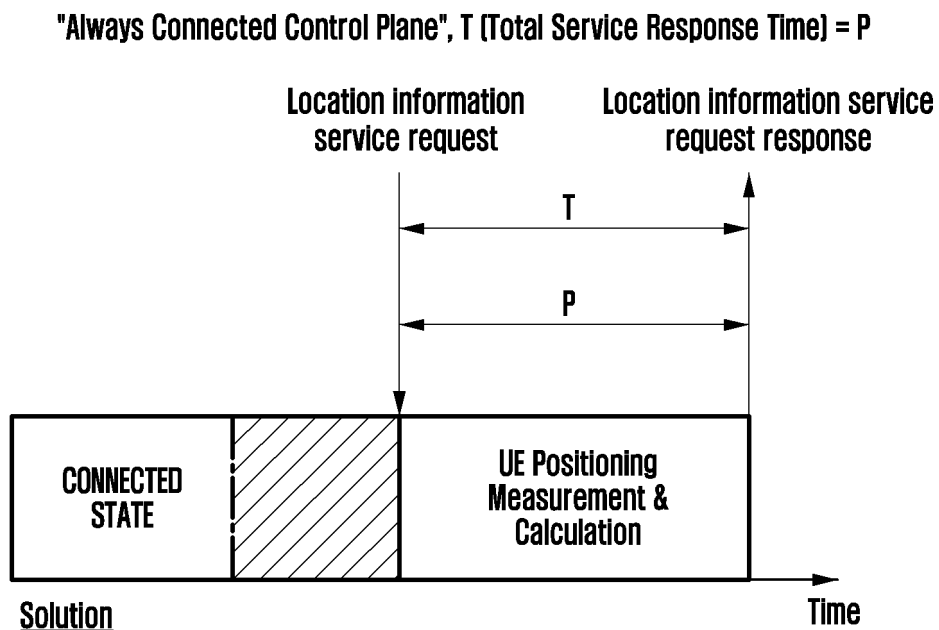 "Always Connected Control Plane", T (Total Service Response Time) = P
Location information
service request
Location information service
request response
T
P
CONNECTED
STATE
UE Positioning
Measurement &
Calculation
Solution
Time